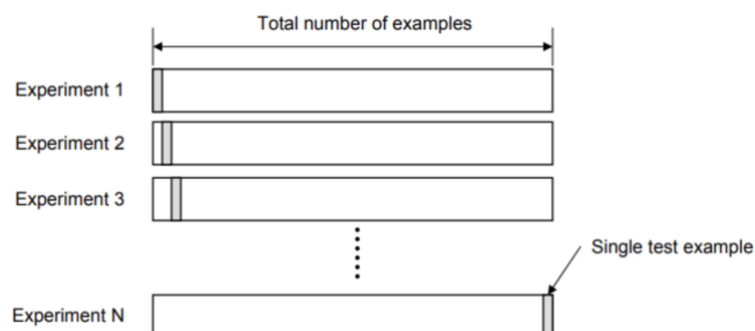 Total number of examples
Experiment 1
Experiment 2
Experiment 3
Single test example
Experiment N